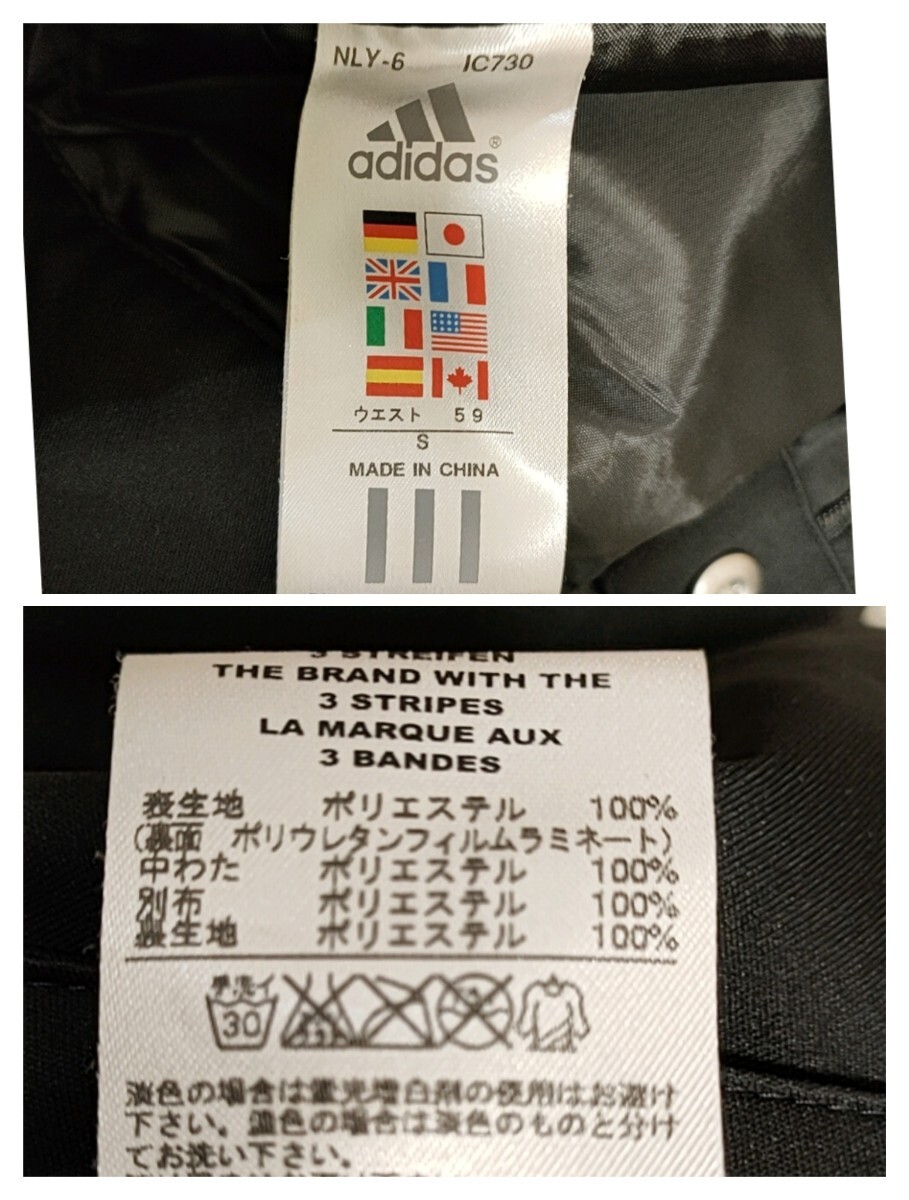 NLY-6 IC730
adidas®
ウエスト 59
S
MADE IN CHINA
3 STREIFEN
THE BRAND WITH THE
3 STRIPES
LA MARQUE AUX
3 BANDES
表生地 ポリエステル 100%
(裏面 ポリウレタンフィルムラミネート)
中わた ポリエステル 100%
別布 ポリエステル 100%
裏生地 ポリエステル 100%
手洗イ
30
淡色の場合は蛍光増白剤の使用はお避け
下さい。濃色の場合は淡色のものと分け
てお洗い下さい。